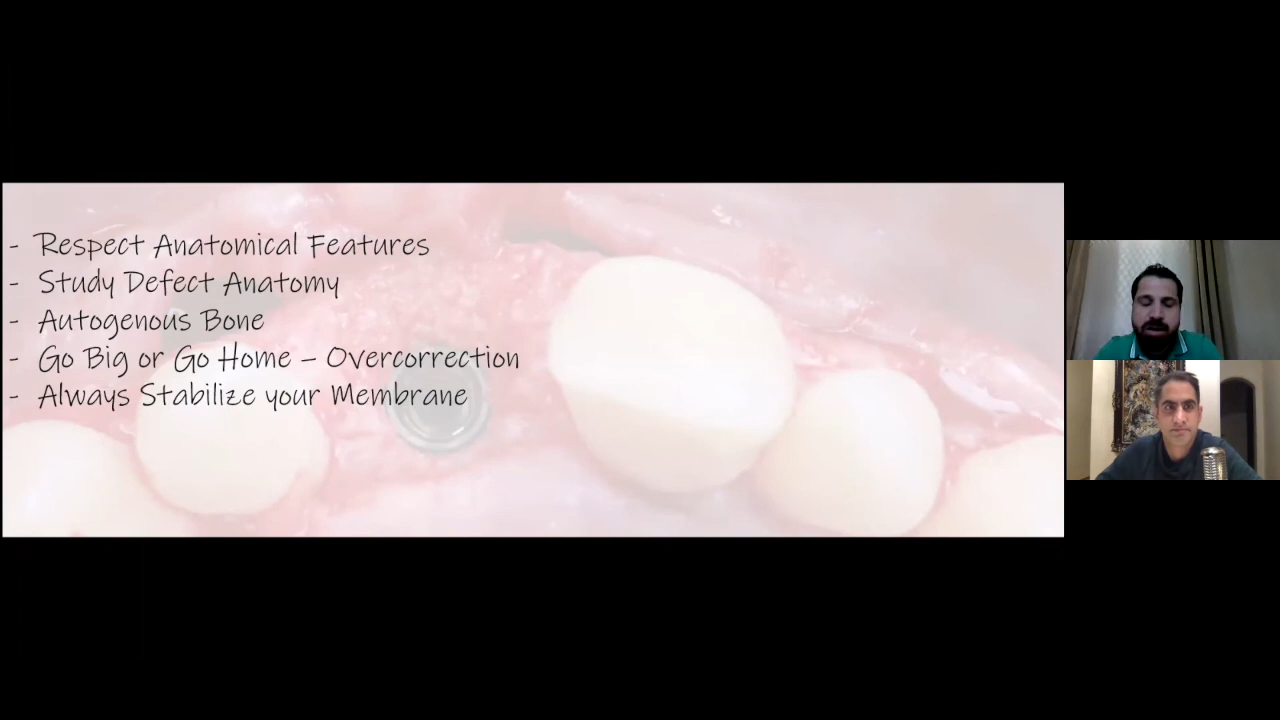 - Respect Anatomical Features
- Study Defect Anatomy
- Autogenous Bone
- Go Big or Go Home – Overcorrection
- Always Stabilize your Membrane